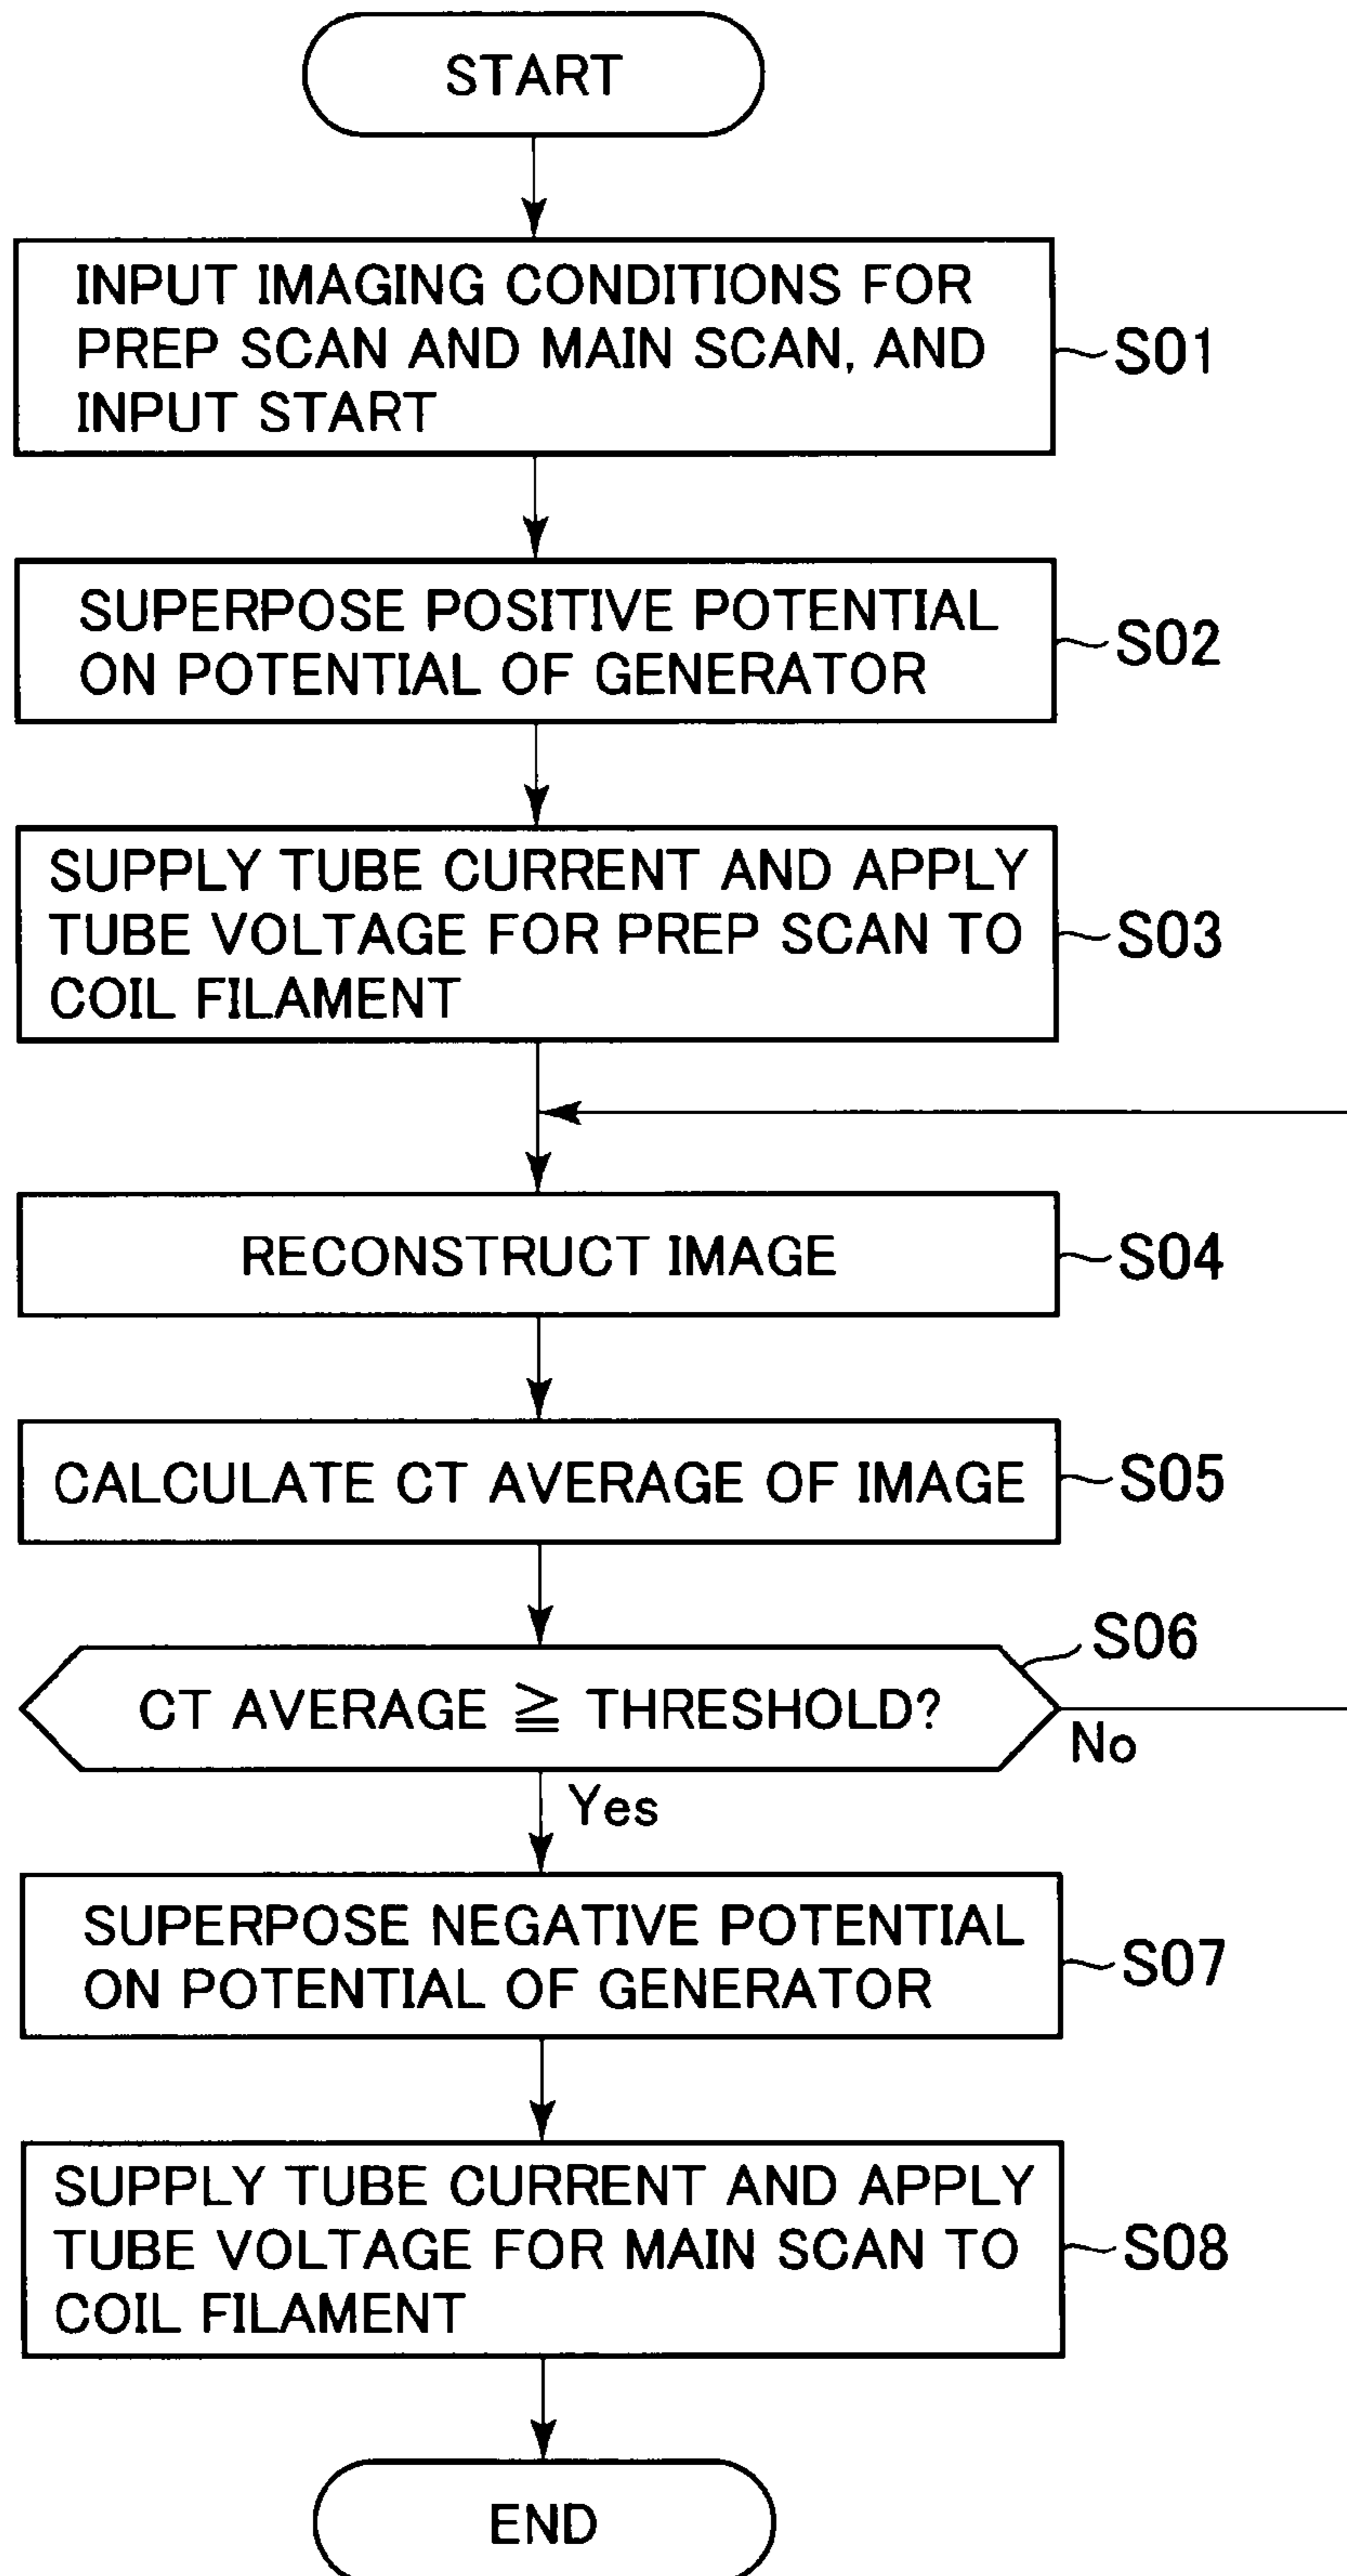 START
INPUT IMAGING CONDITIONS FOR
PREP SCAN AND MAIN SCAN, AND
INPUT START
S01
SUPERPOSE POSITIVE POTENTIAL
ON POTENTIAL OF GENERATOR
S02
SUPPLY TUBE CURRENT AND APPLY
TUBE VOLTAGE FOR PREP SCAN TO
COIL FILAMENT
S03
RECONSTRUCT IMAGE
S04
CALCULATE CT AVERAGE OF IMAGE
S05
S06
CT AVERAGE ≧ THRESHOLD?
No
Yes
SUPERPOSE NEGATIVE POTENTIAL
ON POTENTIAL OF GENERATOR
S07
SUPPLY TUBE CURRENT AND APPLY
TUBE VOLTAGE FOR MAIN SCAN TO
COIL FILAMENT
S08
END